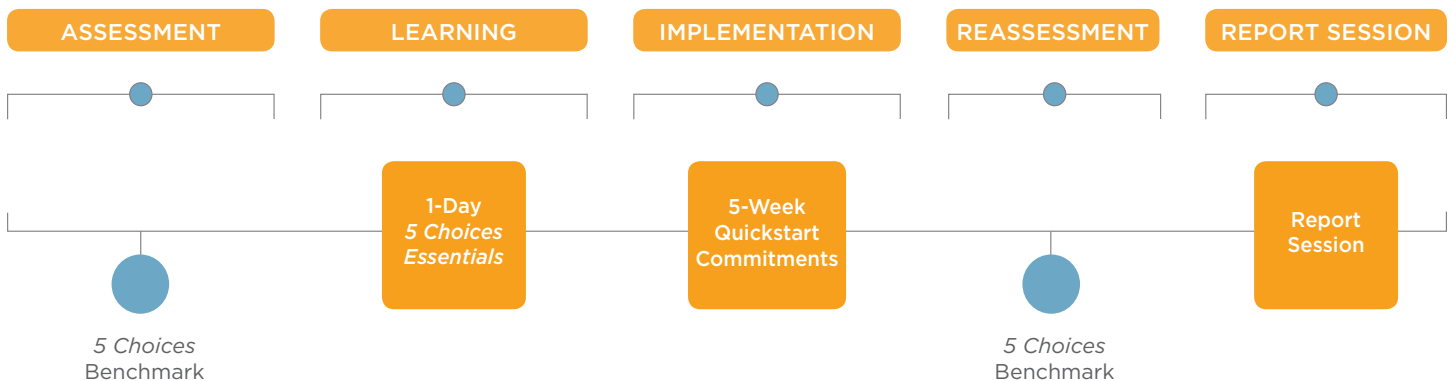 ASSESSMENT
LEARNING
IMPLEMENTATION
REASSESSMENT
REPORT SESSION
1-Day
5 Choices
Essentials
5-Week
Quickstart
Commitments
Report
Session
5 Choices
Benchmark
5 Choices
Benchmark